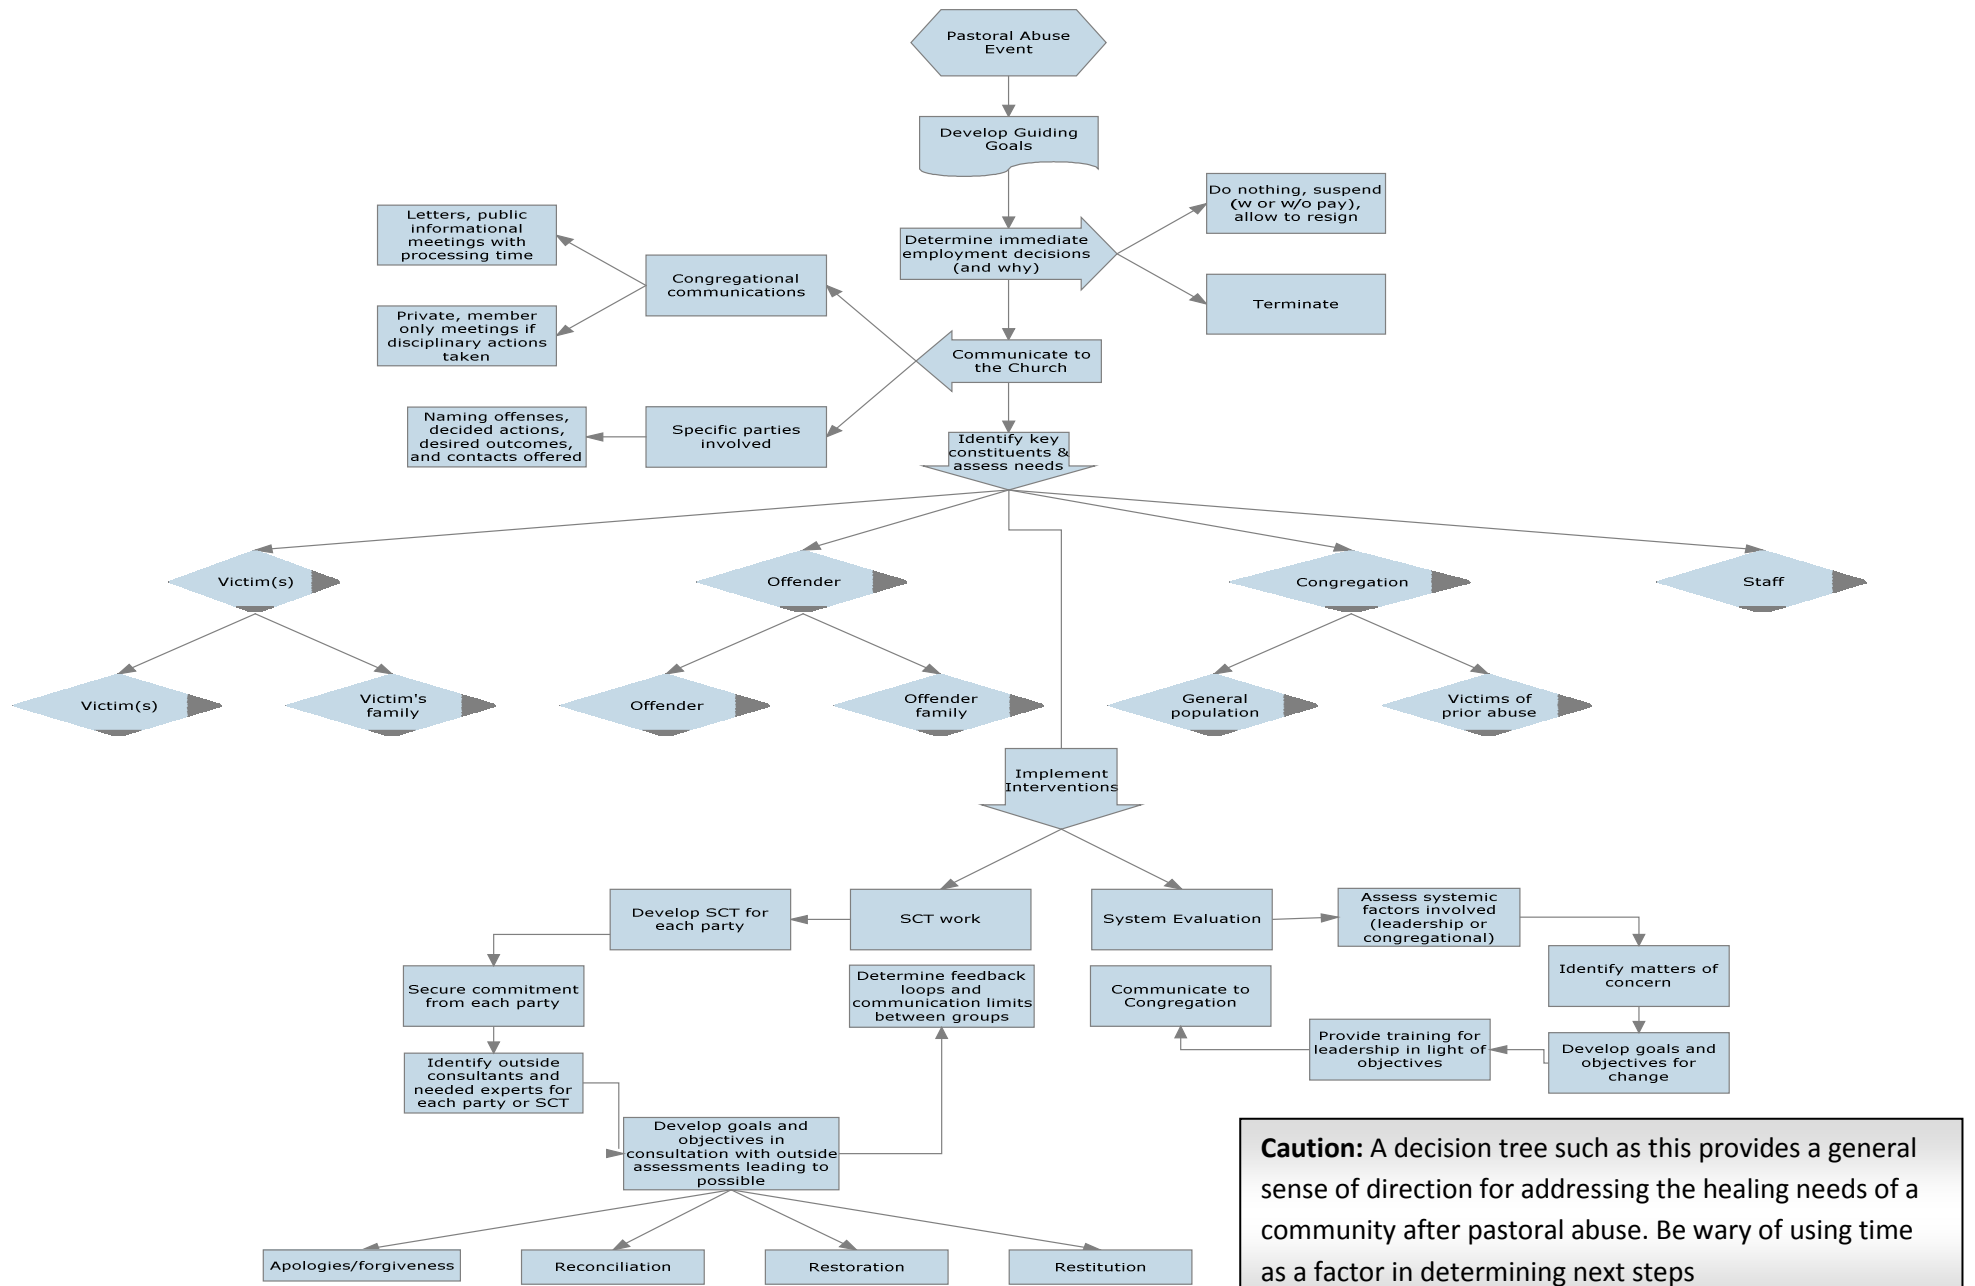 Pastoral Abuse
Event
Develop Guiding
Goals
Do nothing, suspend
(w or w/o pay),
allow to resign
Letters, public
informational
meetings with
processing time
Determine immediate
employment decisions
(and why)
Congregational
communications
Terminate
Private, member
only meetings if
disciplinary actions
taken
Communicate to
the Church
Naming offenses,
decided actions,
desired outcomes,
and contacts offered
Specific parties
involved
Identify key
constituents &
assess needs
Victim(s)
Offender
Congregation
Staff
Victim(s)
Victim's
family
Offender
Offender
family
General
population
Victims of
prior abuse
Implement
Interventions
Develop SCT for
each party
SCT work
System Evaluation
Assess systemic
factors involved
(leadership or
congregational)
Secure commitment
from each party
Determine feedback
loops and
communication limits
between groups
Communicate to
Congregation
Identify matters of
concern
Identify outside
consultants and
needed experts for
each party or SCT
Provide training for
leadership in light of
objectives
Develop goals and
objectives for
change
Develop goals and
objectives in
consultation with outside
assessments leading to
possible
Apologies/forgiveness
Reconciliation
Restoration
Restitution
Caution: A decision tree such as this provides a general
sense of direction for addressing the healing needs of a
community after pastoral abuse. Be wary of using time
as a factor in determining next steps